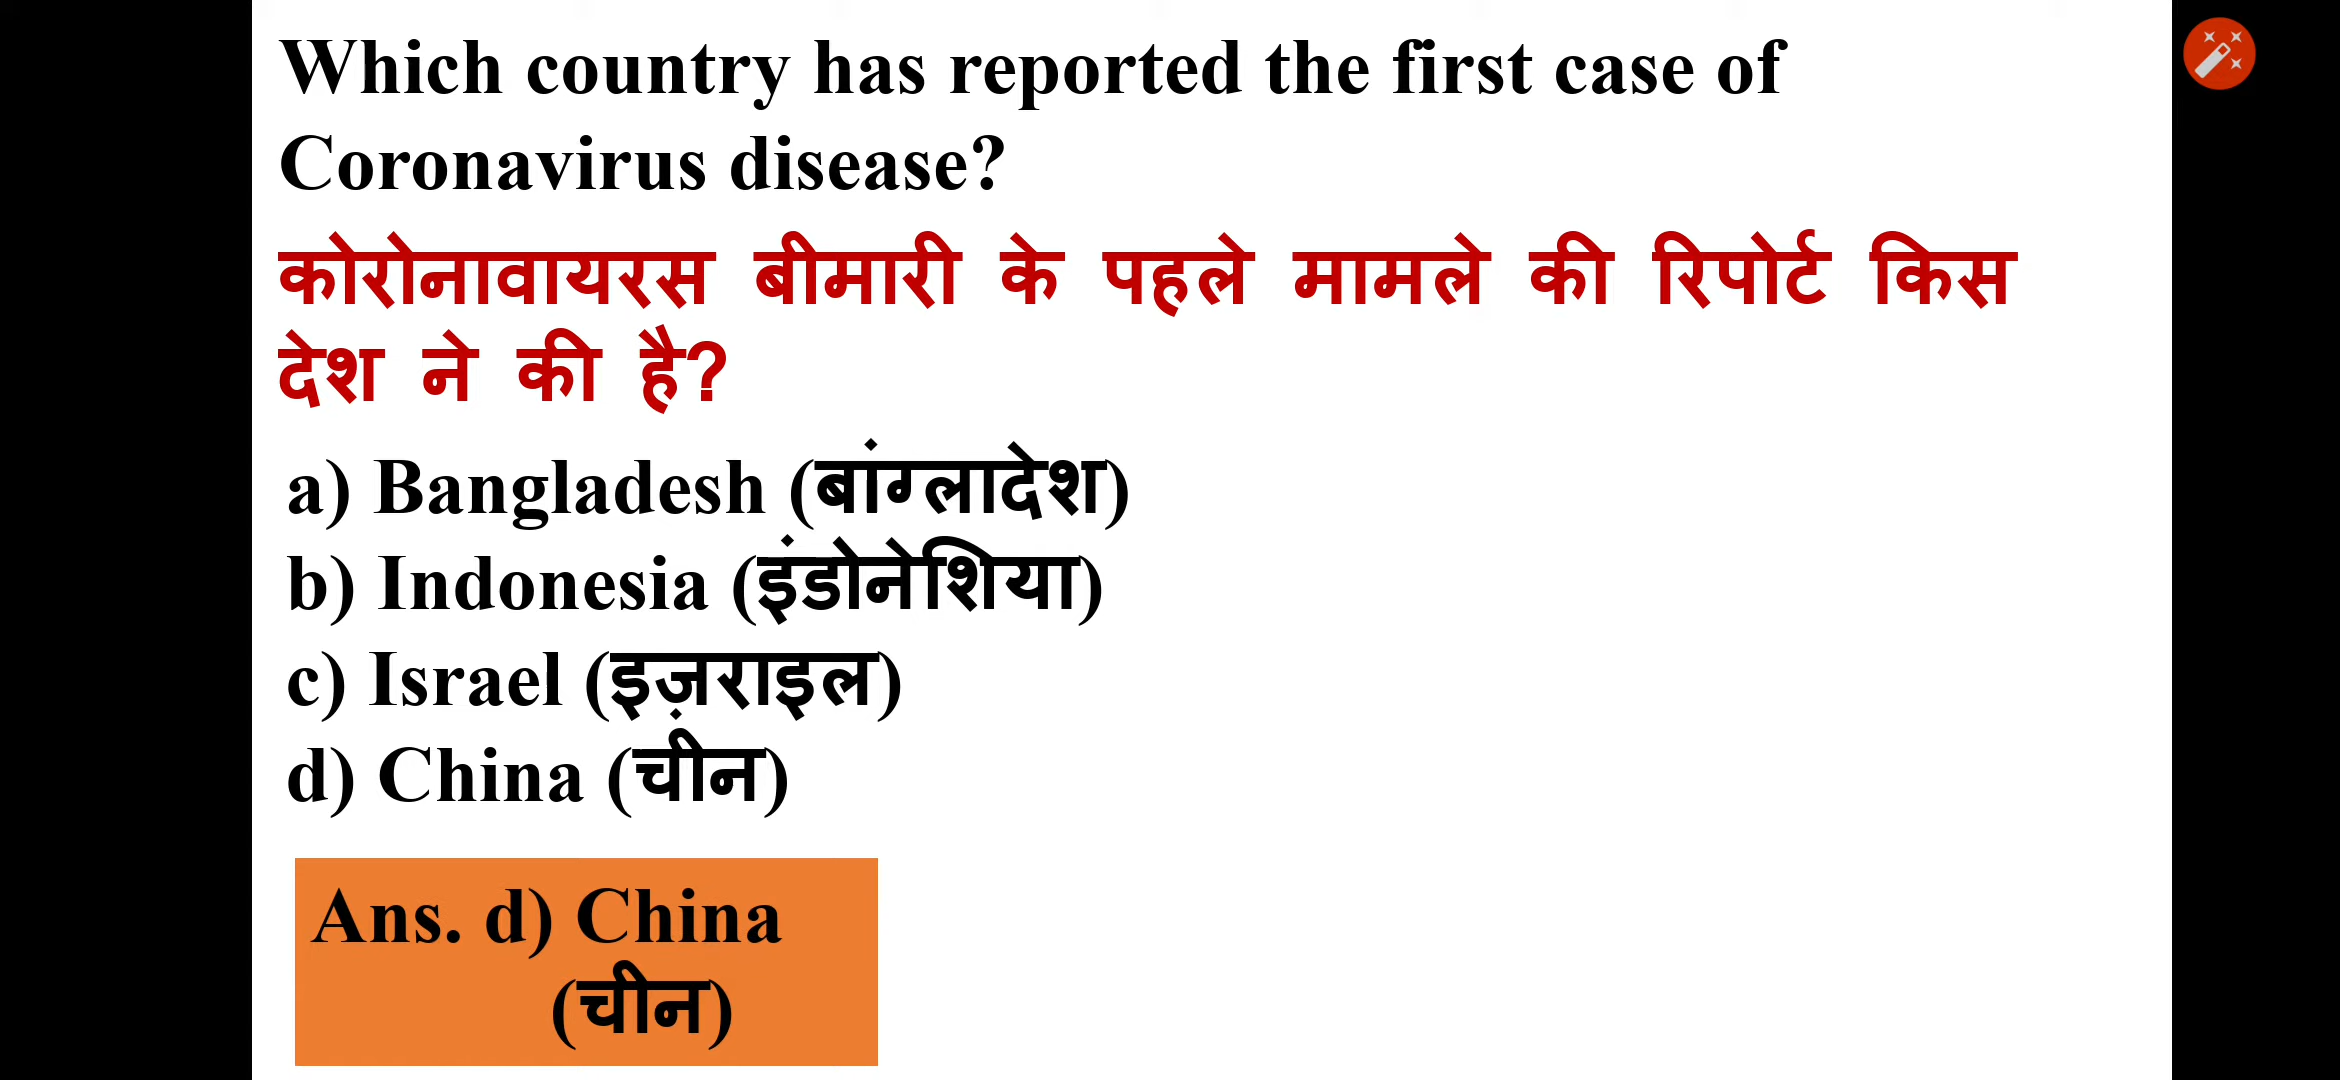 Which country has reported the first case of
Coronavirus disease?
कोरोनावायरस बीमारी के पहले मामले की रिपोर्ट किस
देश ने की है?
a) Bangladesh (बांग्लादेश)
b) Indonesia (इंडोनेशिया)
c) Israel (इज़राइल)
d) China (चीन)
Ans. d) China
(चीन)